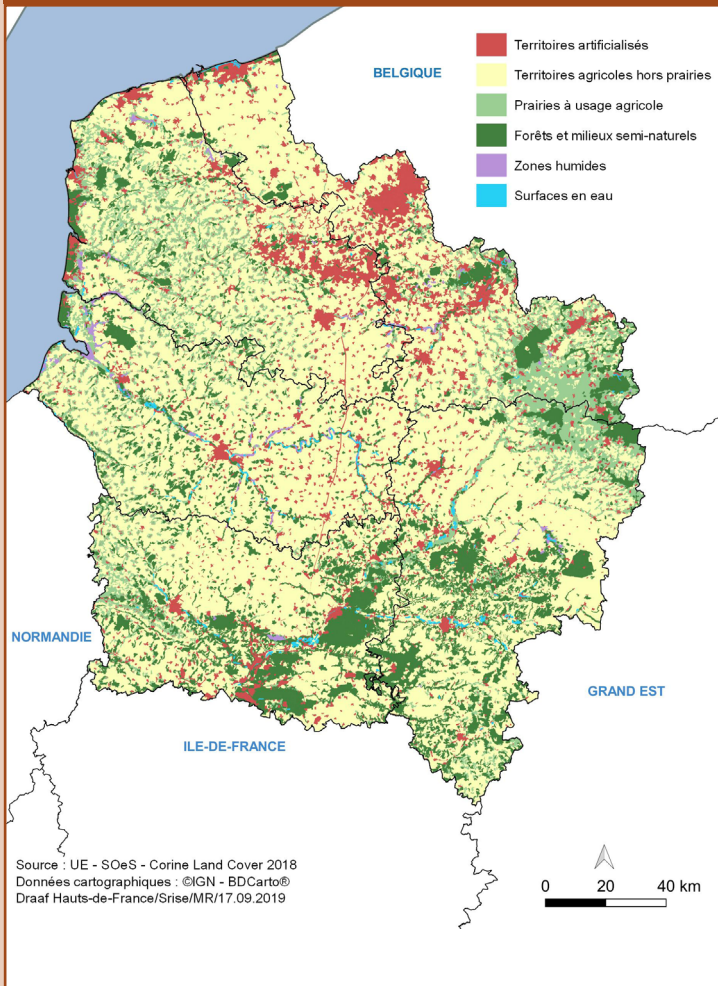 BELGIQUE
Territoires artificialisés
Territoires agricoles hors prairies
Prairies à usage agricole
Forêts et milieux semi-naturels
Zones humides
Surfaces en eau
NORMANDIE
GRAND EST
ILE-DE-FRANCE
Source : UE - SOeS - Corine Land Cover 2018
Données cartographiques : ©IGN - BDCarto®
Draaf Hauts-de-France/Srise/MR/17.09.2019
0 20 40 km